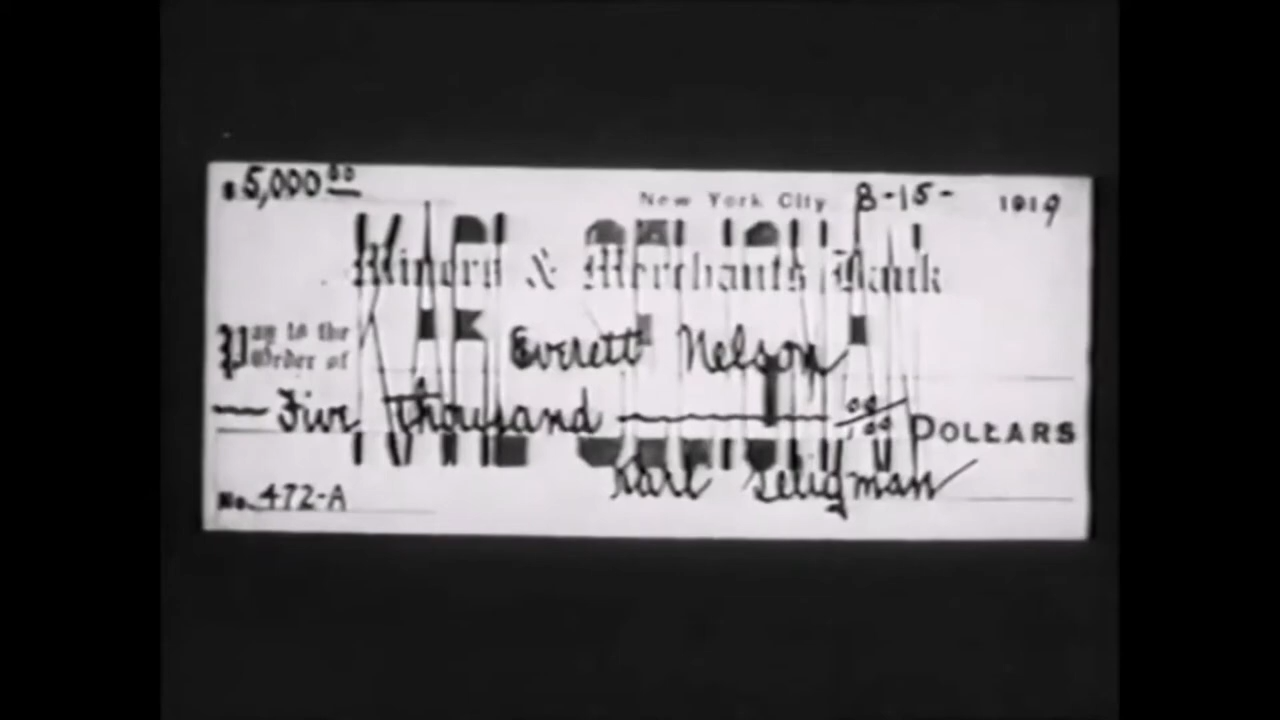 $5,000 00
New York City 8-15- 1919
Miners & Merchants Bank
Pay to the
Order of
Everett Nelson
Five Thousand 00/00 DOLLARS
Karl Seligman
No. 472-A